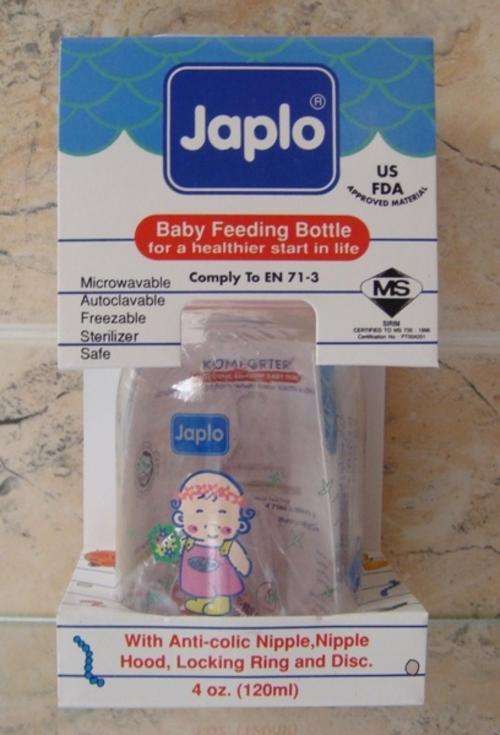 Japlo ®
US
FDA
APPROVED MATERIAL
Baby Feeding Bottle
for a healthier start in life
Comply To EN 71-3
Microwavable
Autoclavable
Freezable
Sterilizer
Safe
MS
SIRIM
KOMFORTER
Japlo
With Anti-colic Nipple,Nipple
Hood, Locking Ring and Disc.
4 oz. (120ml)